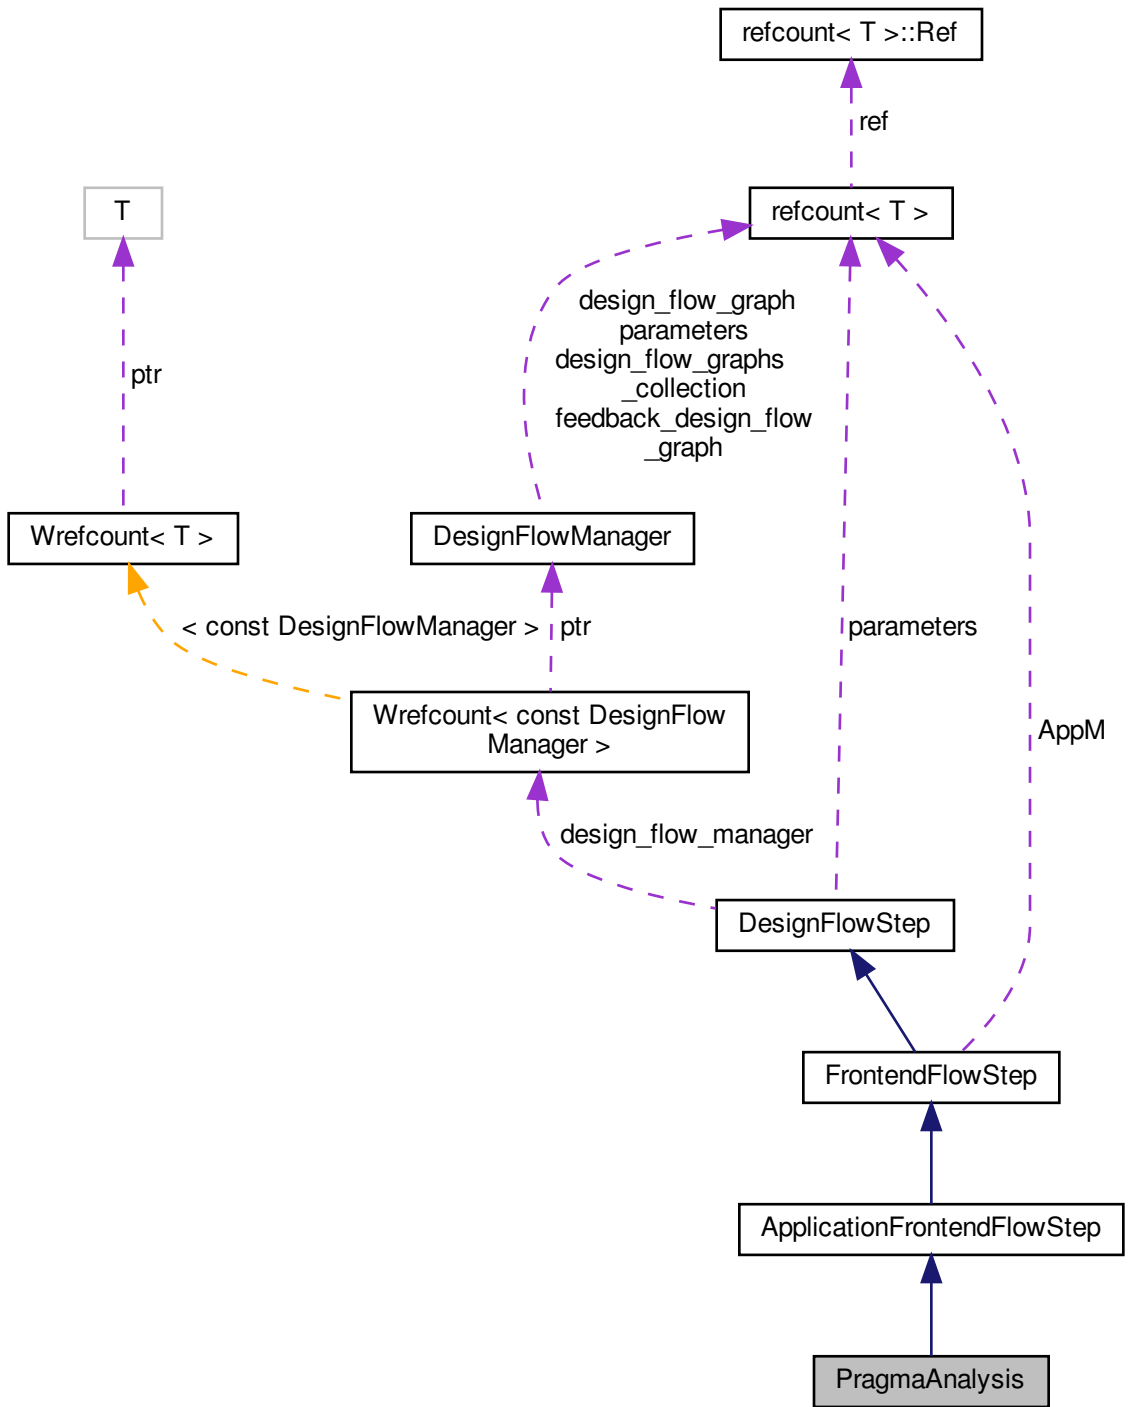 refcount< T >::Ref
ref
T
refcount< T >
design_flow_graph
parameters
design_flow_graphs
_collection
feedback_design_flow
_graph
ptr
Wrefcount< T >
DesignFlowManager
< const DesignFlowManager >
ptr
parameters
Wrefcount< const DesignFlow
Manager >
AppM
design_flow_manager
DesignFlowStep
FrontendFlowStep
ApplicationFrontendFlowStep
PragmaAnalysis